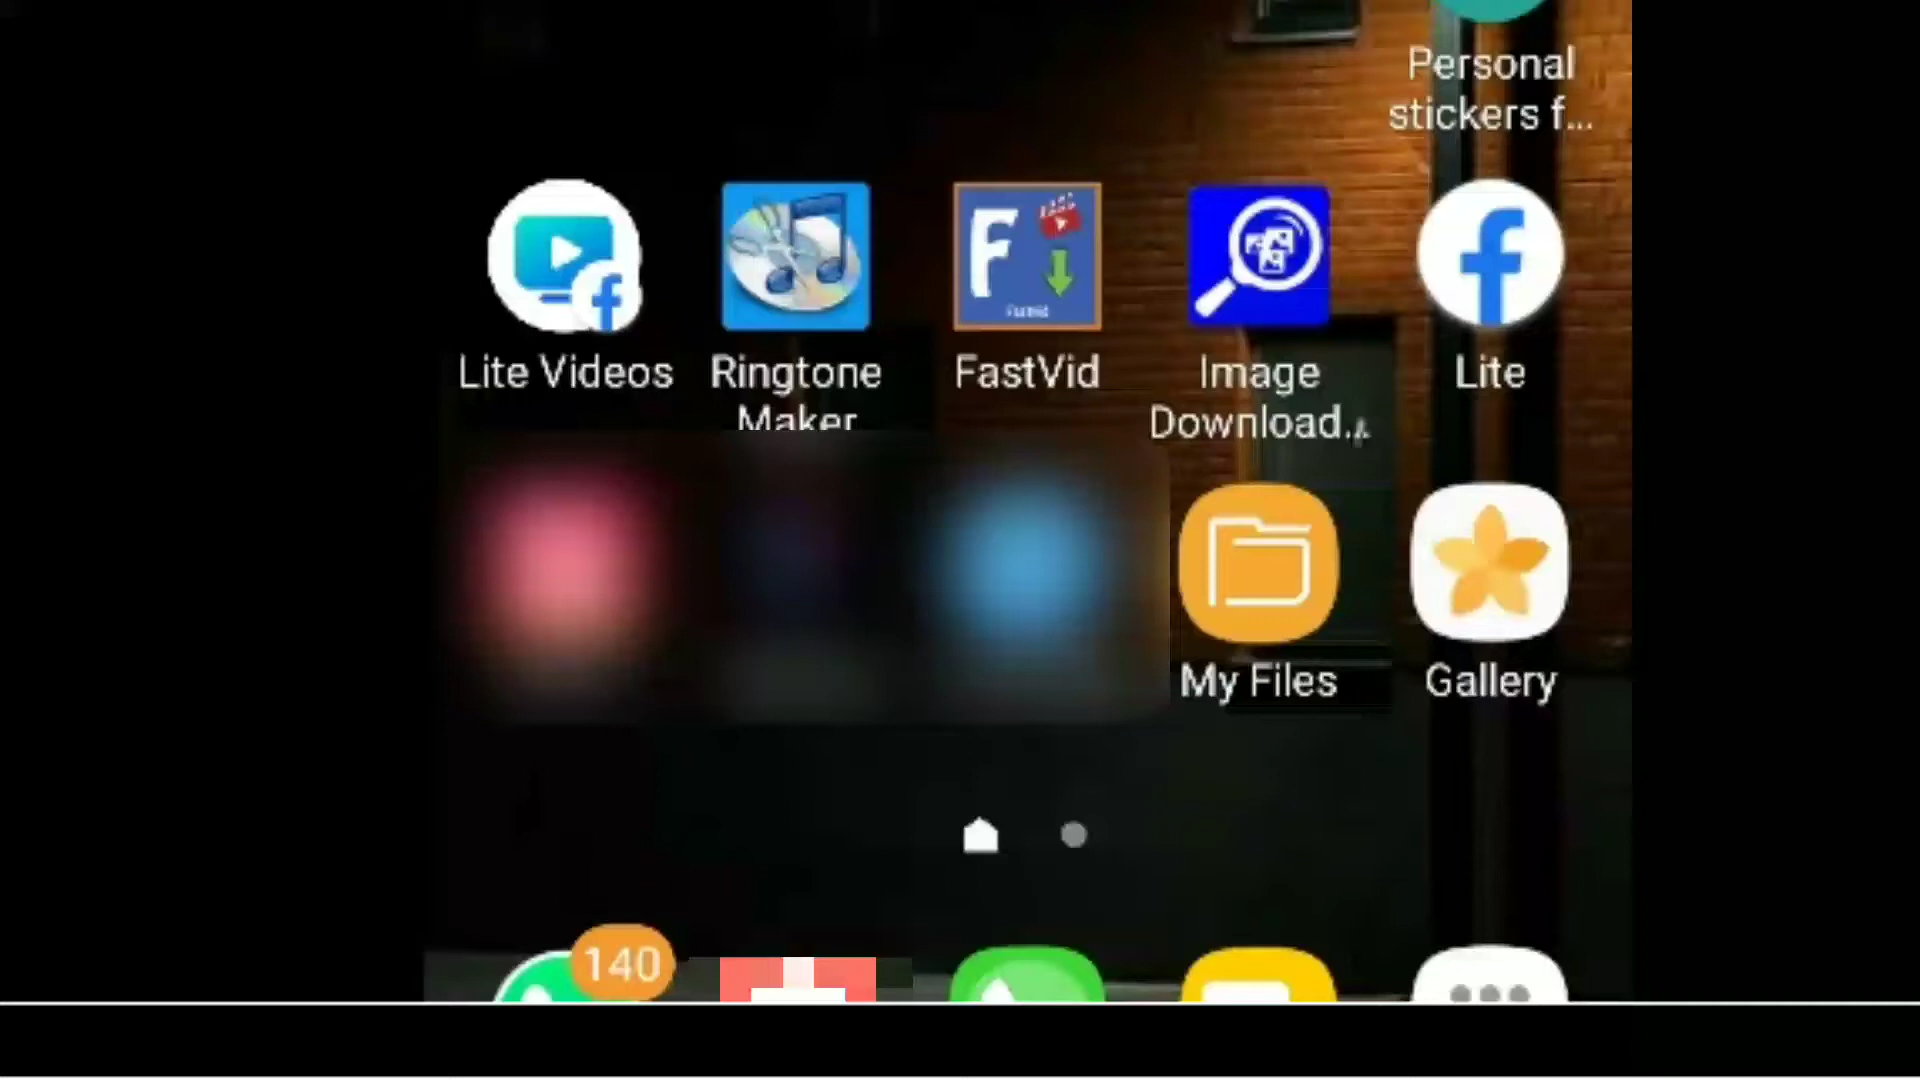 Personal
stickers f...
Lite Videos
Ringtone
Maker
FastVid
Image
Download..
Lite
My Files
Gallery
140